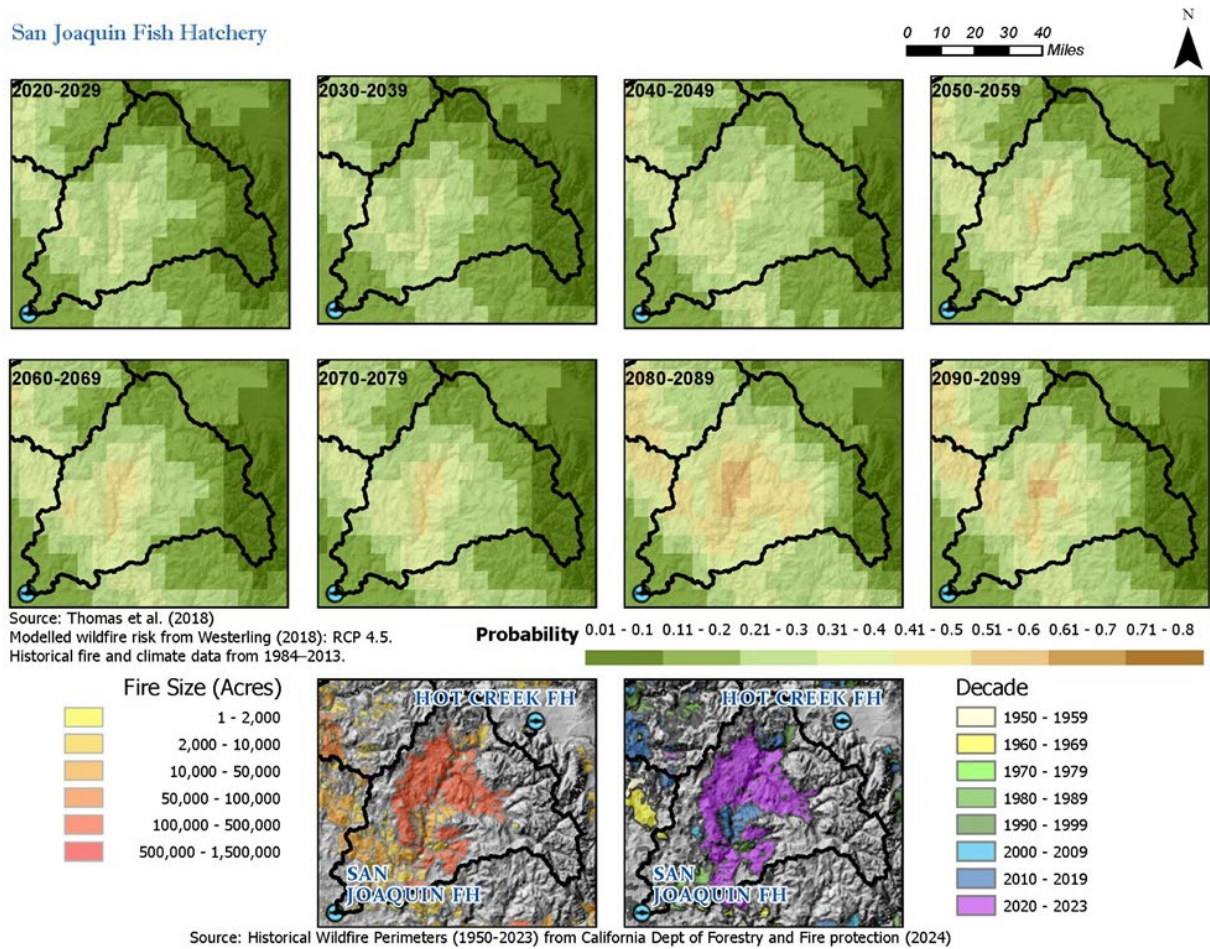 San Joaquin Fish Hatchery
N
0 10 20 30 40
Miles
2020-2029
2030-2039
2040-2049
2050-2059
2060-2069
2070-2079
2080-2089
2090-2099
Source: Thomas et al. (2018)
Modelled wildfire risk from Westerling (2018): RCP 4.5.
Historical fire and climate data from 1984–2013.
Probability 0.01 - 0.1 0.11 - 0.2 0.21 - 0.3 0.31 - 0.4 0.41 - 0.5 0.51 - 0.6 0.61 - 0.7 0.71 - 0.8
Fire Size (Acres)
1 - 2,000
2,000 - 10,000
10,000 - 50,000
50,000 - 100,000
100,000 - 500,000
500,000 - 1,500,000
HOT CREEK FH
SAN
JOAQUIN FH
HOT CREEK FH
SAN
JOAQUIN FH
Decade
1950 - 1959
1960 - 1969
1970 - 1979
1980 - 1989
1990 - 1999
2000 - 2009
2010 - 2019
2020 - 2023
Source: Historical Wildfire Perimeters (1950-2023) from California Dept of Forestry and Fire protection (2024)